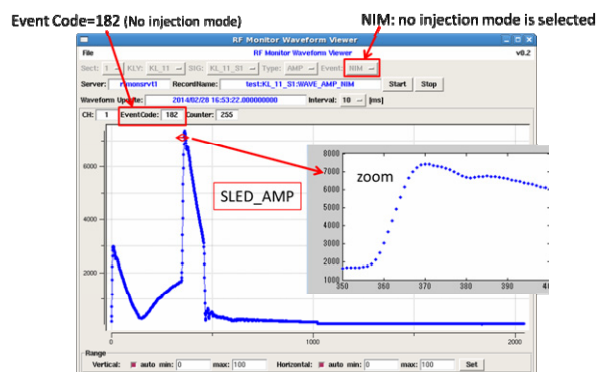 Event Code=182 (No injection mode)
NIM: no injection mode is selected
RF Monitor Waveform Viewer
File RF Monitor Waveform Viewer v0.2
Sect: 1 KLY: KL_11 SIG: KL_11_S1 Type: AMP Event: NIM
Server: rfmonsrvt1 RecordName: test:KL_11_S1:WAVE_AMP_NIM Start Stop
Waveform Update: 2014/02/28 16:53:22.000000000 Interval: 10 [ms]
CH: 1 EventCode: 182 Counter: 255
6000
4000
2000
0 1000 2000
SLED_AMP
zoom
8000
7000
6000
5000
4000
3000
2000
1000
350 360 370 380 390
Range
Vertical: auto min: 0 max: 100 Horizontal: auto min: 0 max: 100 Set